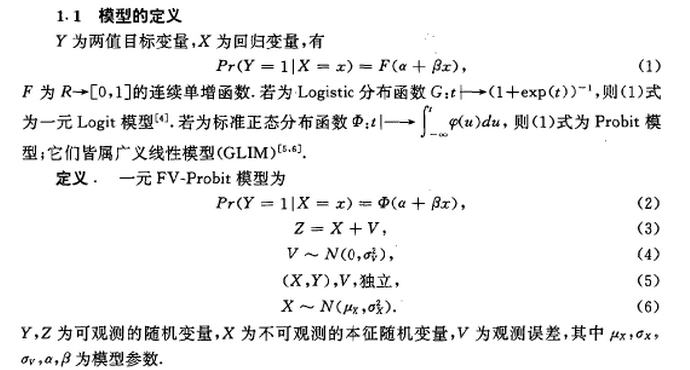 1.1 模型的定义
Y 为两值目标变量,X 为回归变量,有
Pr(Y = 1|X = x) = F(α + βx), (1)
F 为 R→[0,1]的连续单增函数. 若为 Logistic 分布函数 G:t|→(1+exp(t))⁻¹,则(1)式
为一元 Logit 模型[4]. 若为标准正态分布函数 Φ:t|→∫_{-∞}^{t} φ(u)du, 则(1)式为 Probit 模
型;它们皆属广义线性模型(GLIM)[5,6].
定义. 一元 FV-Probit 模型为
Pr(Y = 1|X = x) = Φ(α + βx), (2)
Z = X + V, (3)
V ~ N(0,σ²_V), (4)
(X,Y),V,独立, (5)
X ~ N(μ_X,σ²_X). (6)
Y,Z 为可观测的随机变量,X 为不可观测的本征随机变量,V 为观测误差,其中 μ_X,σ_X,
σ_V,α,β 为模型参数.